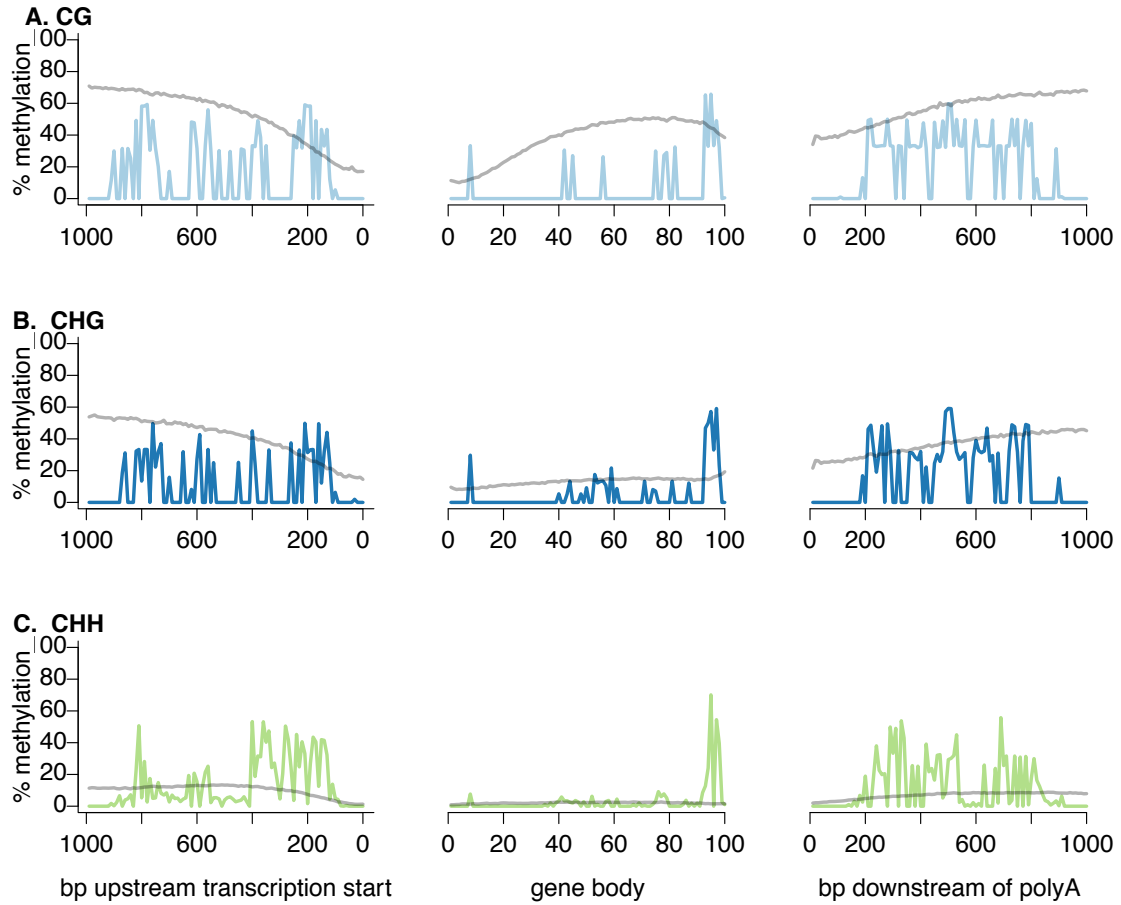 A. CG
% methylation
100
80
60
40
20
0
1000 600 200 0
0 20 40 60 80 100
0 200 600 1000
B. CHG
% methylation
100
80
60
40
20
0
1000 600 200 0
0 20 40 60 80 100
0 200 600 1000
C. CHH
% methylation
100
80
60
40
20
0
1000 600 200 0
0 20 40 60 80 100
0 200 600 1000
bp upstream transcription start
gene body
bp downstream of polyA